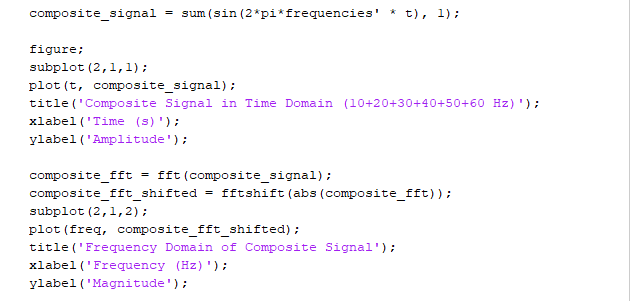 composite_signal = sum(sin(2*pi*frequencies' * t), 1);
figure;
subplot(2,1,1);
plot(t, composite_signal);
title('Composite Signal in Time Domain (10+20+30+40+50+60 Hz)');
xlabel('Time (s)');
ylabel('Amplitude');
composite_fft = fft(composite_signal);
composite_fft_shifted = fftshift(abs(composite_fft));
subplot(2,1,2);
plot(freq, composite_fft_shifted);
title('Frequency Domain of Composite Signal');
xlabel('Frequency (Hz)');
ylabel('Magnitude');